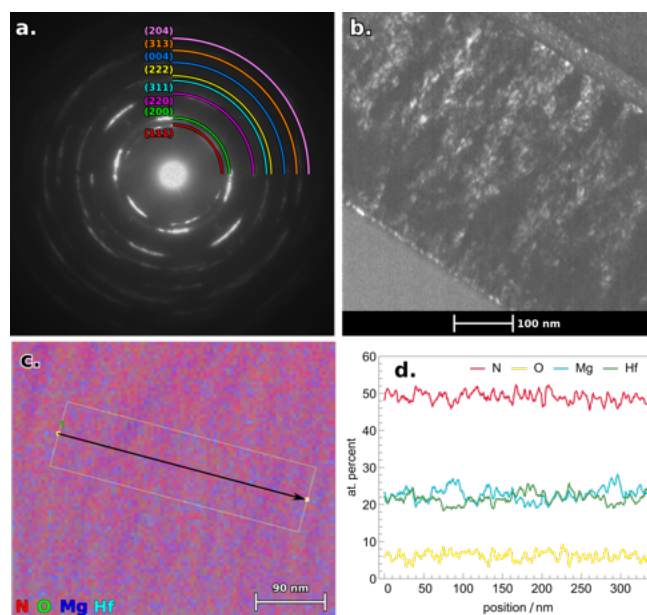 a.
(204)
(313)
(004)
(222)
(311)
(220)
(200)
(111)
b.
100 nm
c.
1
N O Mg Hf
90 nm
d.
N O Mg Hf
at. percent
60
50
40
30
20
10
0
0 50 100 150 200 250 300
position / nm